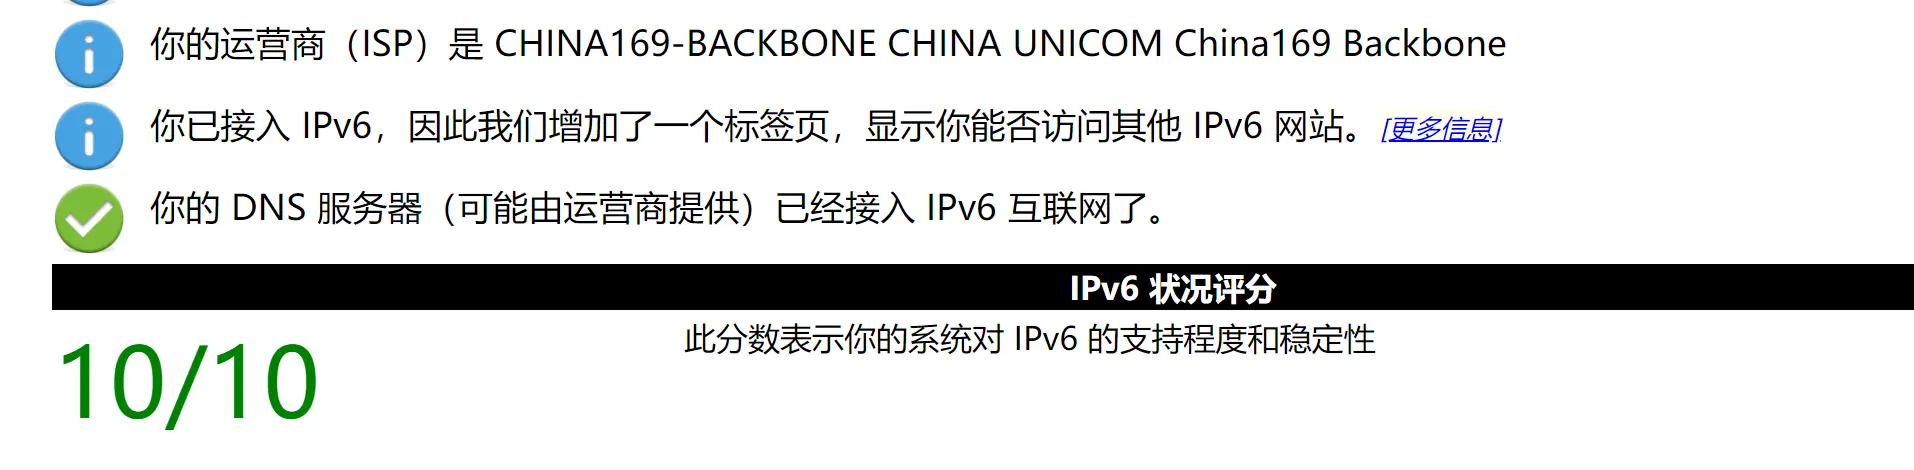 你的运营商（ISP）是 CHINA169-BACKBONE CHINA UNICOM China169 Backbone
你已接入 IPv6，因此我们增加了一个标签页，显示你能否访问其他 IPv6 网站。[更多信息]
你的 DNS 服务器（可能由运营商提供）已经接入 IPv6 互联网了。
IPv6 状况评分
10/10
此分数表示你的系统对 IPv6 的支持程度和稳定性